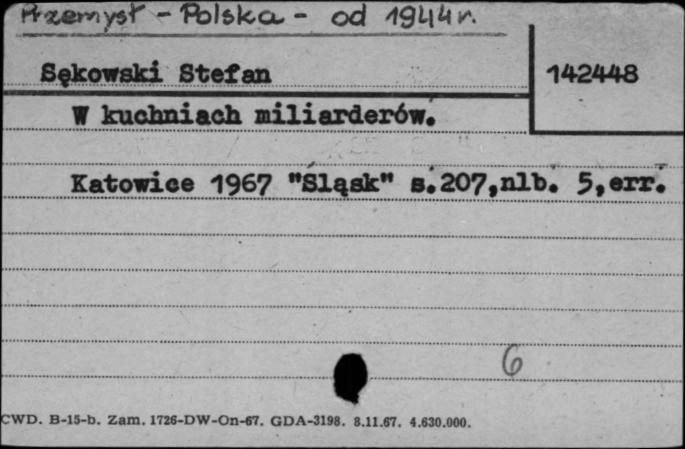 Przemysł - Polska - od 1944 r.
Sękowski Stefan 142448
W kuchniach miliarderów.
Katowice 1967 "Śląsk" s.207,nlb. 5,err.
6
CWD. B-15-b. Zam. 1726-DW-On-67. GDA-3198. 8.11.67. 4.630.000.